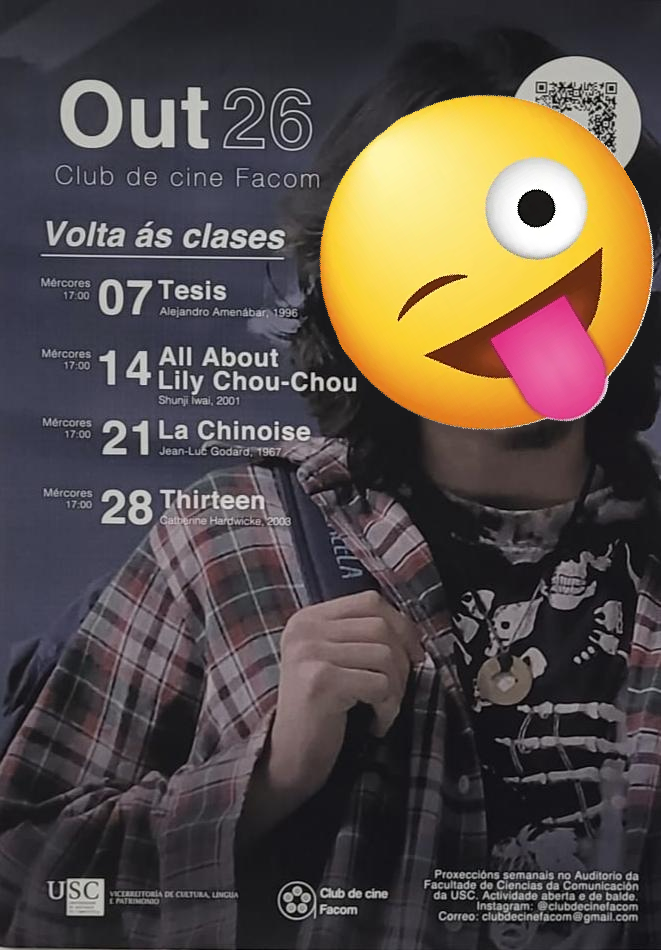 Out 26
Club de cine Facom
Volta ás clases
Mércores
17:00
07
Tesis
Alejandro Amenábar, 1996
Mércores
17:00
14
All About
Lily Chou-Chou
Shunji Iwai, 2001
Mércores
17:00
21
La Chinoise
Jean-Luc Godard, 1967
Mércores
17:00
28
Thirteen
Catherine Hardwicke, 2003
USC
VICERREITORÍA DE CULTURA, LINGUA
E PATRIMONIO
Club de cine
Facom
Proxeccións semanais no Auditorio da
Facultade de Ciencias da Comunicación
da USC. Actividade aberta e de balde.
Instagram: @clubdecinefacom
Correo: clubdecinefacom@gmail.com